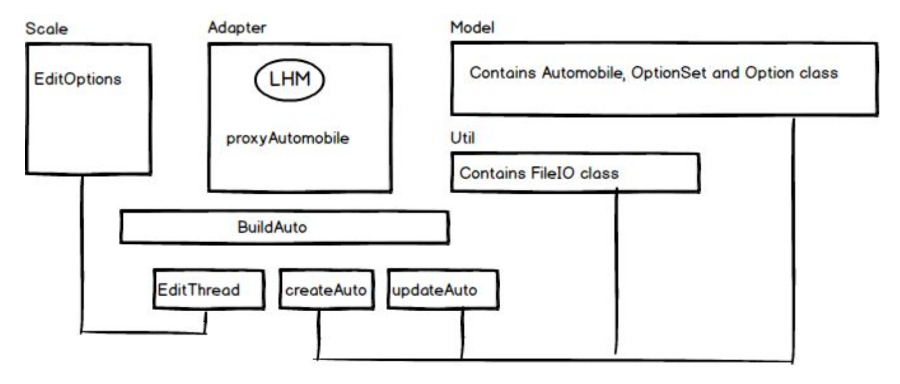 Scale
Adapter
Model
EditOptions
LHM
proxyAutomobile
Contains Automobile, OptionSet and Option class
Util
Contains FileIO class
BuildAuto
EditThread
createAuto
updateAuto